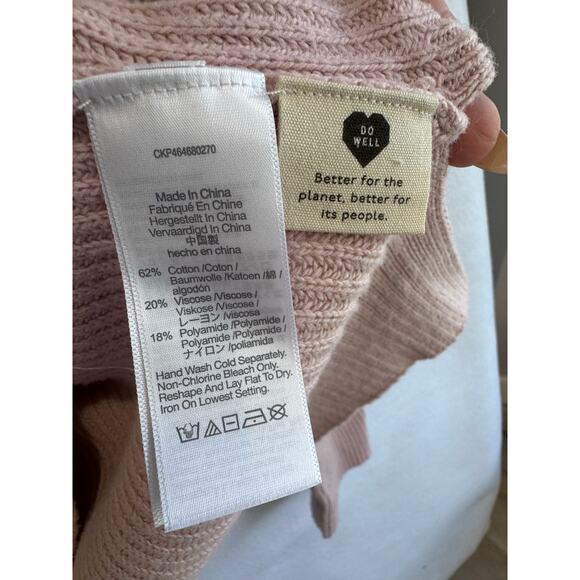 CKP464680270
Made In China
Fabriqué En Chine
Hergestellt In China
Vervaardigd In China
中国製
hecho en china
62% Cotton /Coton /
Baumwolle /Katoen /綿 /
algodón
20% Viscose /Viscose /
Viskose /Viscose /
レーヨン /viscosa
18% Polyamide /Polyamide /
Polyamide /Polyamide /
ナイロン /poliamida
Hand Wash Cold Separately.
Non-Chlorine Bleach Only.
Reshape And Lay Flat To Dry.
Iron On Lowest Setting.
DO
WELL
Better for the
planet, better for
its people.